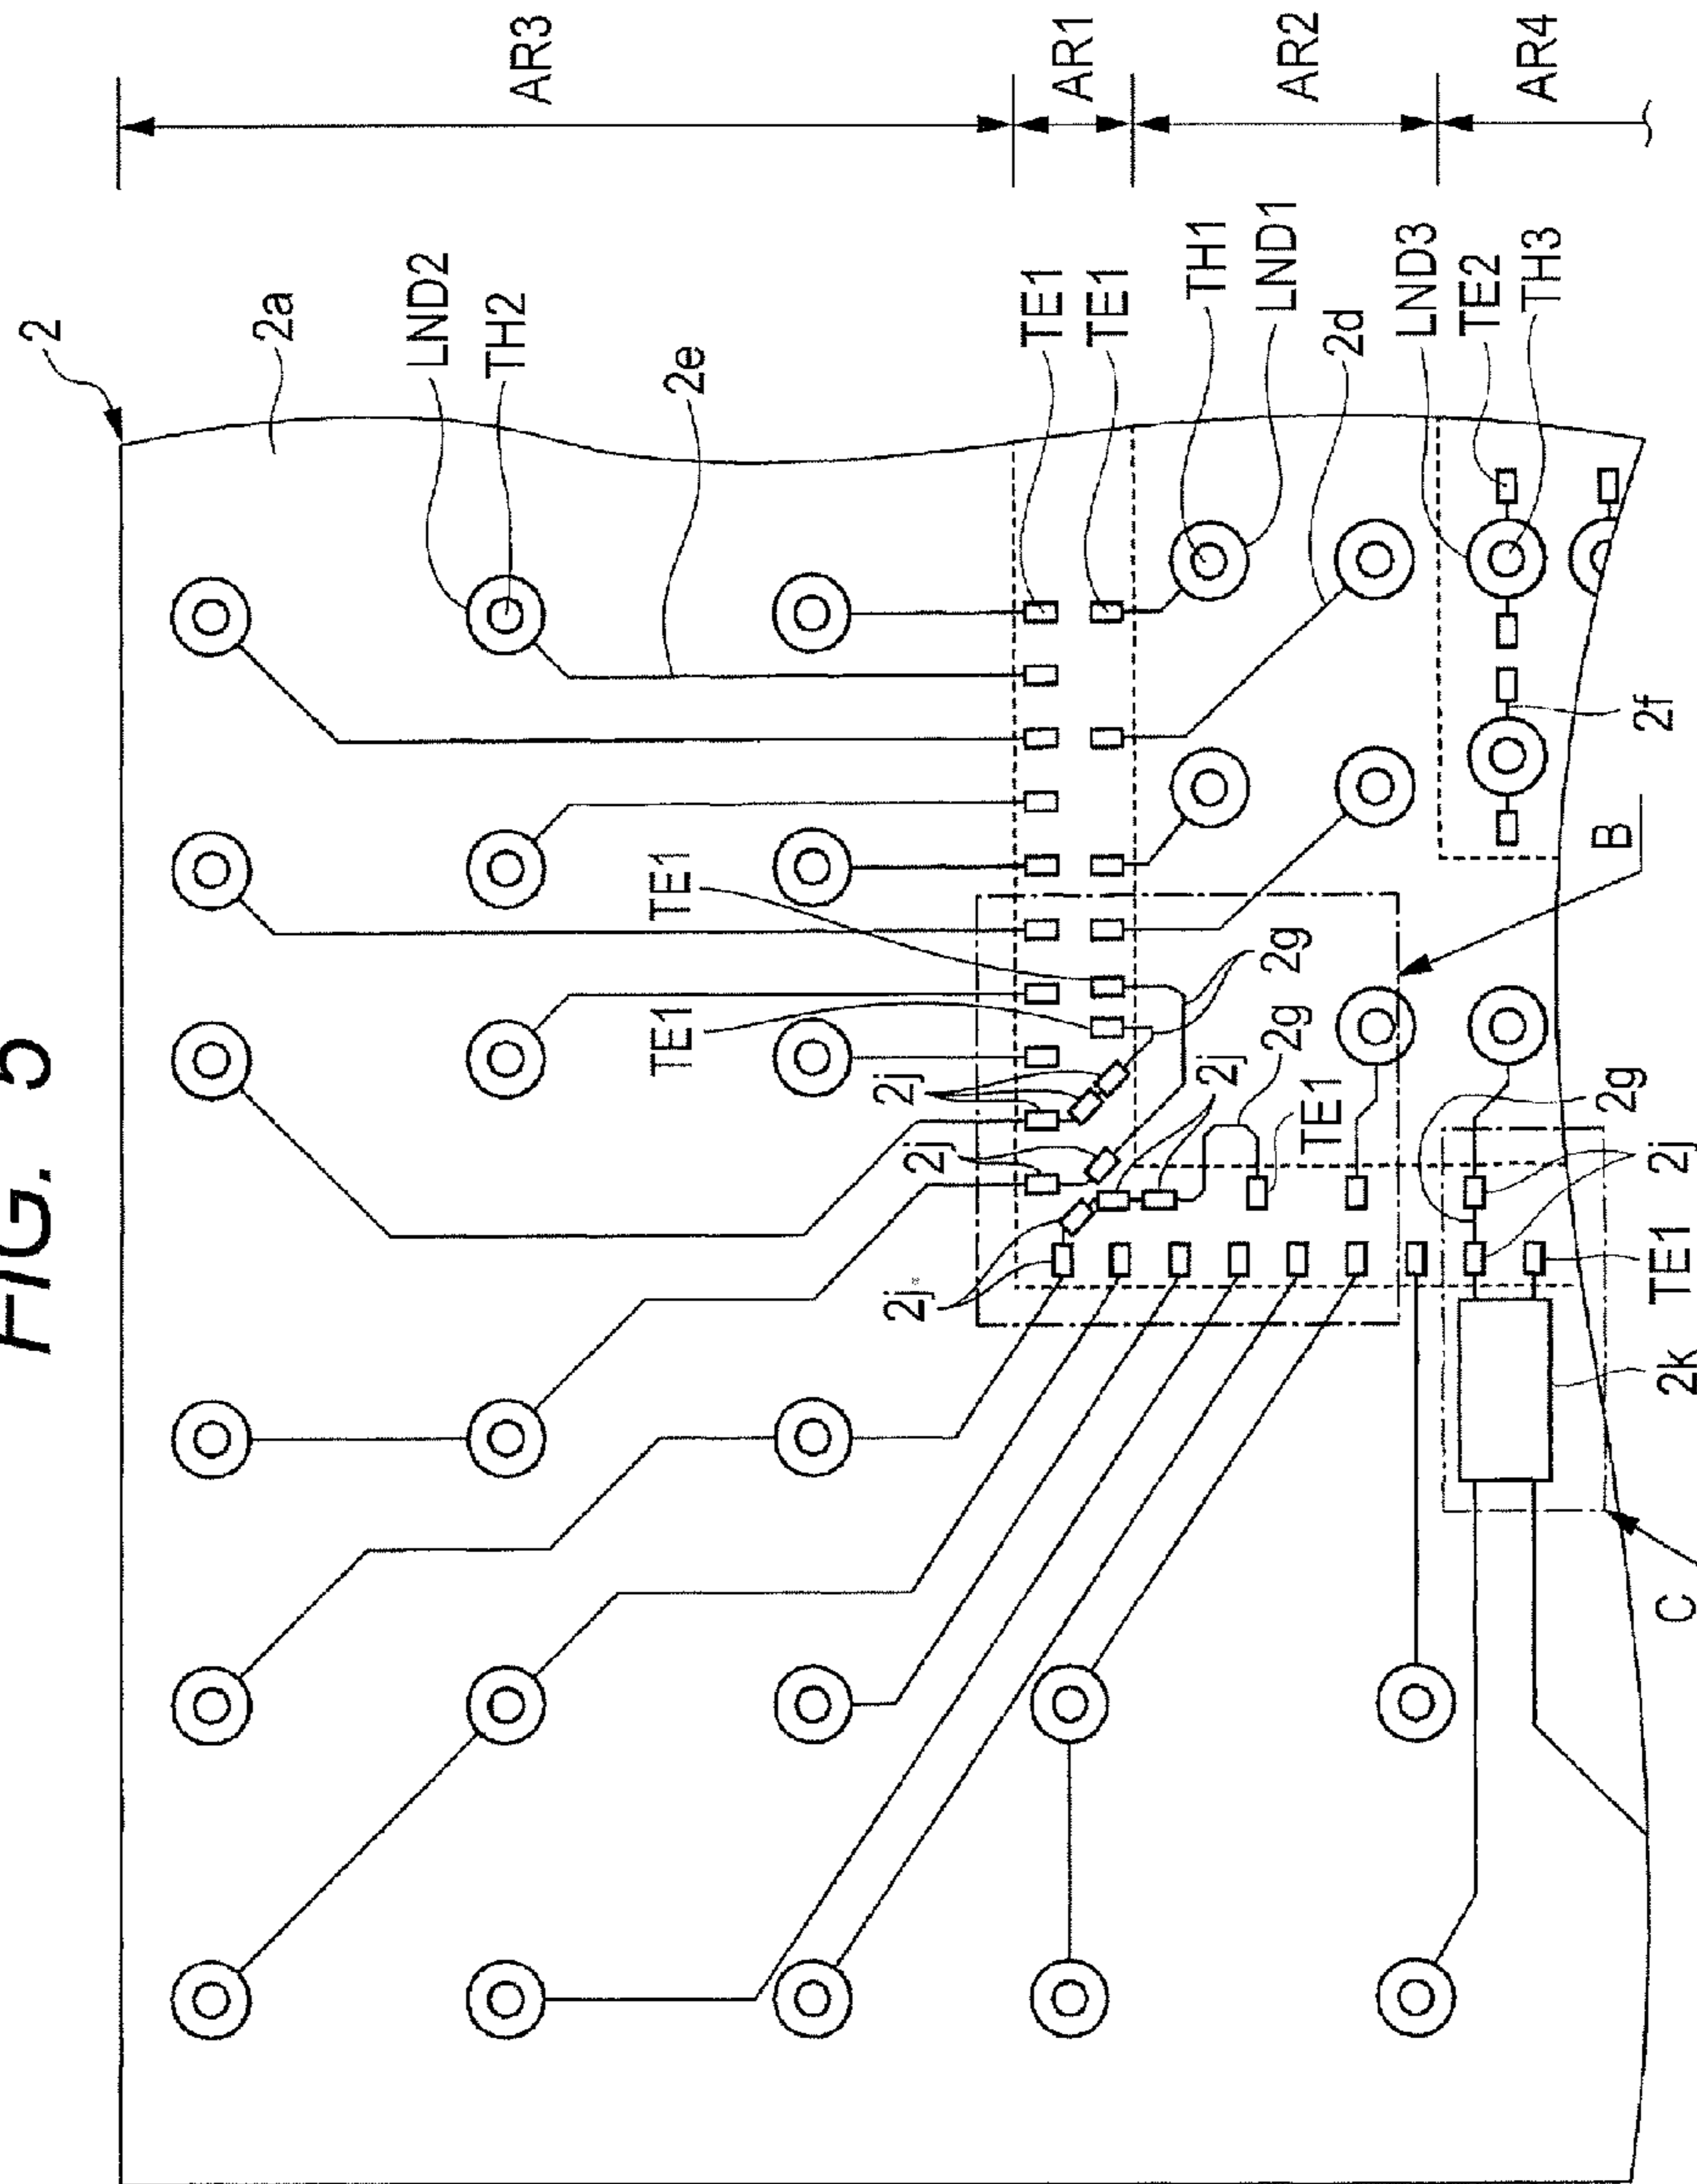 FIG. 5
2
2a
LND2
TH2
2e
AR3
AR1
AR2
AR4
TE1
TE1
TH1
LND1
2d
LND3
TE2
TH3
2f
B
TE1
TE1
2g
2g
2j
2j
2j
2j
TE1
2g
2j
TE1
2k
C